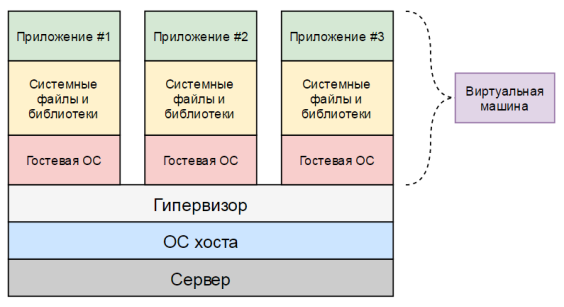 Приложение #1
Приложение #2
Приложение #3
Системные
файлы и
библиотеки
Системные
файлы и
библиотеки
Системные
файлы и
библиотеки
Гостевая ОС
Гостевая ОС
Гостевая ОС
Виртуальная
машина
Гипервизор
ОС хоста
Сервер